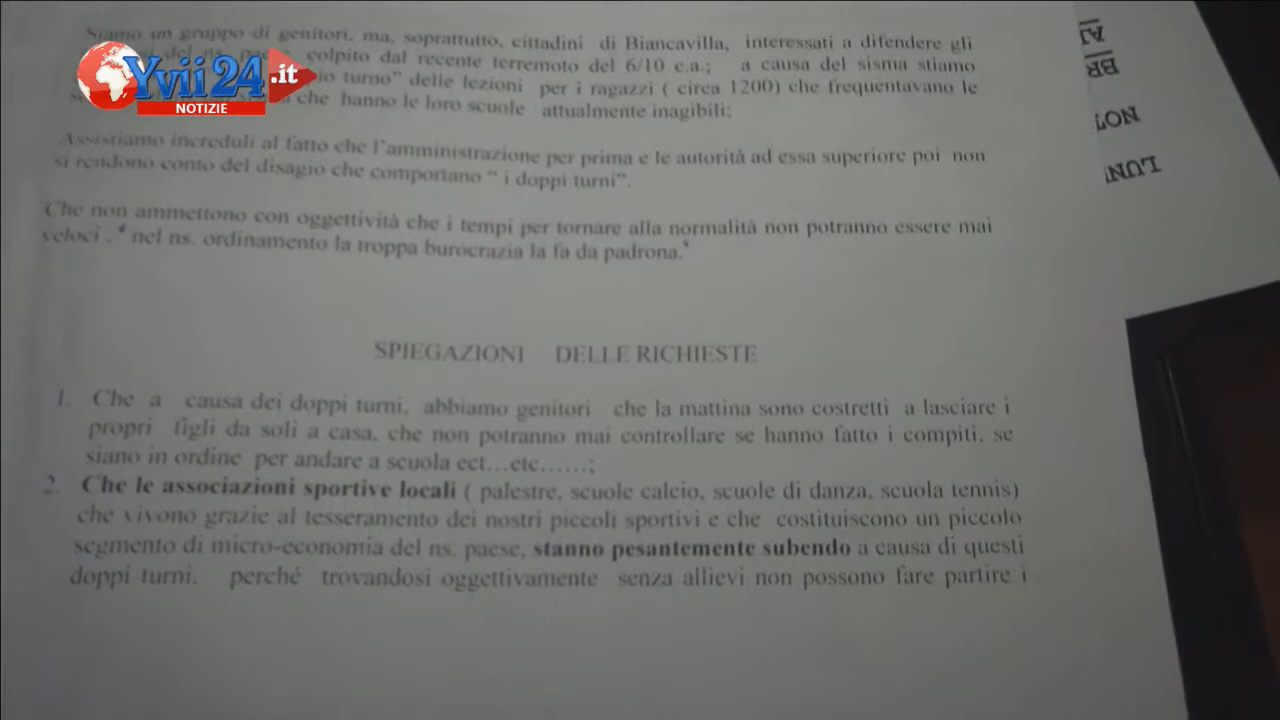 Siamo un gruppo di genitori, ma, soprattutto, cittadini di Biancavilla, interessati a difendere gli
del ns. paese, colpito dal recente terremoto del 6/10 c.a.; a causa del sisma stiamo
turno” delle lezioni per i ragazzi ( circa 1200) che frequentavano le
che hanno le loro scuole attualmente inagibili;
Assistiamo increduli al fatto che l’amministrazione per prima e le autorità ad essa superiore poi non
si rendono conto del disagio che comportano “ i doppi turni”.
Che non ammettono con oggettività che i tempi per tornare alla normalità non potranno essere mai
veloci . “ nel ns. ordinamento la troppa burocrazia la fa da padrona.“
SPIEGAZIONI DELLE RICHIESTE
1. Che a causa dei doppi turni, abbiamo genitori che la mattina sono costretti a lasciare i
propri figli da soli a casa, che non potranno mai controllare se hanno fatto i compiti, se
siano in ordine per andare a scuola ect…etc……;
2. Che le associazioni sportive locali ( palestre, scuole calcio, scuole di danza, scuola tennis)
che vivono grazie al tesseramento dei nostri piccoli sportivi e che costituiscono un piccolo
segmento di micro-economia del ns. paese, stanno pesantemente subendo a causa di questi
doppi turni, perché trovandosi oggettivamente senza allievi non possono fare partire i
Yvii24.it
NOTIZIE
BR